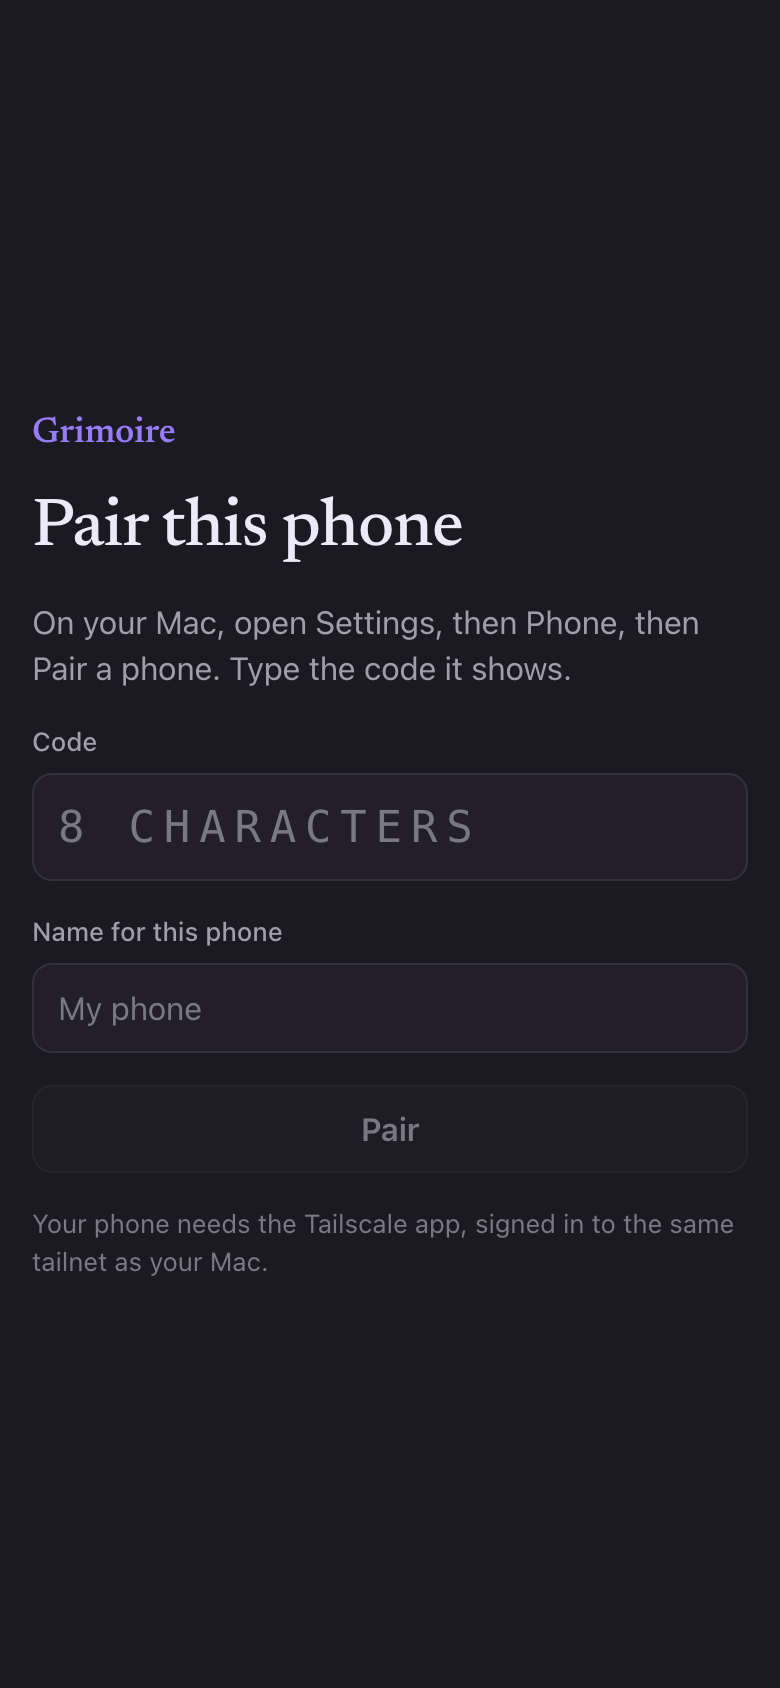 Grimoire
Pair this phone
On your Mac, open Settings, then Phone, then
Pair a phone. Type the code it shows.
Code
8 CHARACTERS
Name for this phone
My phone
Pair
Your phone needs the Tailscale app, signed in to the same
tailnet as your Mac.